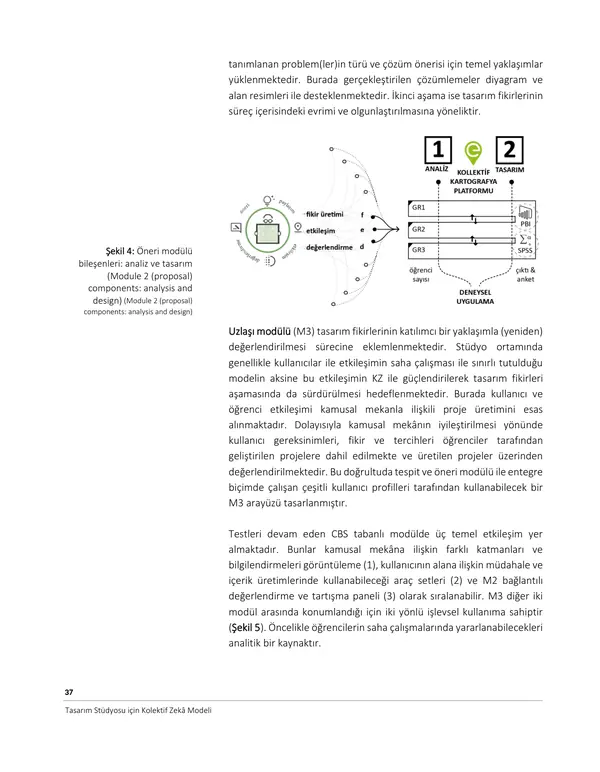 tanımlanan problem(ler)in türü ve çözüm önerisi için temel yaklaşımlar
yüklenmektedir. Burada gerçekleştirilen çözümlemeler diyagram ve
alan resimleri ile desteklenmektedir. İkinci aşama ise tasarım fikirlerinin
süreç içerisindeki evrimi ve olgunlaştırılmasına yöneliktir.
1
2
ANALİZ
KOLLEKTİF
KARTOGRAFYA
PLATFORMU
TASARIM
fikir üretimi f
etkileşim e
değerlendirme d
GR1
GR2
GR3
PBI
SPSS
öğrenci
sayısı
çıktı &
anket
DENEYSEL
UYGULAMA
Şekil 4: Öneri modülü
bileşenleri: analiz ve tasarım
(Module 2 (proposal)
components: analysis and
design) (Module 2 (proposal)
components: analysis and design)
Uzlaşı modülü (M3) tasarım fikirlerinin katılımcı bir yaklaşımla (yeniden)
değerlendirilmesi sürecine eklemlenmektedir. Stüdyo ortamında
genellikle kullanıcılar ile etkileşimin saha çalışması ile sınırlı tutulduğu
modelin aksine bu etkileşimin KZ ile güçlendirilerek tasarım fikirleri
aşamasında da sürdürülmesi hedeflenmektedir. Burada kullanıcı ve
öğrenci etkileşimi kamusal mekanla ilişkili proje üretimini esas
alınmaktadır. Dolayısıyla kamusal mekânın iyileştirilmesi yönünde
kullanıcı gereksinimleri, fikir ve tercihleri öğrenciler tarafından
geliştirilen projelere dahil edilmekte ve üretilen projeler üzerinden
değerlendirilmektedir. Bu doğrultuda tespit ve öneri modülü ile entegre
biçimde çalışan çeşitli kullanıcı profilleri tarafından kullanabilecek bir
M3 arayüzü tasarlanmıştır.
Testleri devam eden CBS tabanlı modülde üç temel etkileşim yer
almaktadır. Bunlar kamusal mekâna ilişkin farklı katmanları ve
bilgilendirmeleri görüntüleme (1), kullanıcının alana ilişkin müdahale ve
içerik üretimlerinde kullanabileceği araç setleri (2) ve M2 bağlantılı
değerlendirme ve tartışma paneli (3) olarak sıralanabilir. M3 diğer iki
modül arasında konumlandığı için iki yönlü işlevsel kullanıma sahiptir
(Şekil 5). Öncelikle öğrencilerin saha çalışmalarında yararlanabilecekleri
analitik bir kaynaktır.
37
Tasarım Stüdyosu için Kolektif Zekâ Modeli